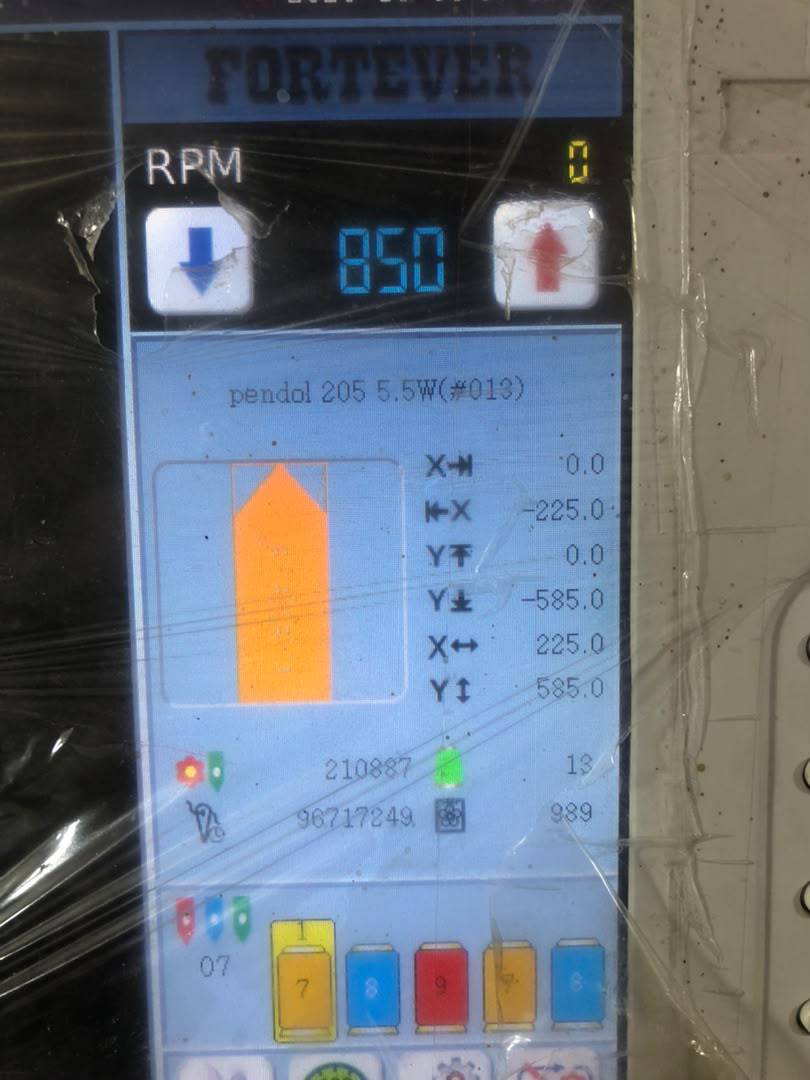 FORTEVER
RPM 0
850
pendol 205 5.5W(#013)
X 0.0
X -225.0
Y 0.0
Y -585.0
X 225.0
Y 585.0
210887 13
96717249 989
1
07 7 8 9 7 8